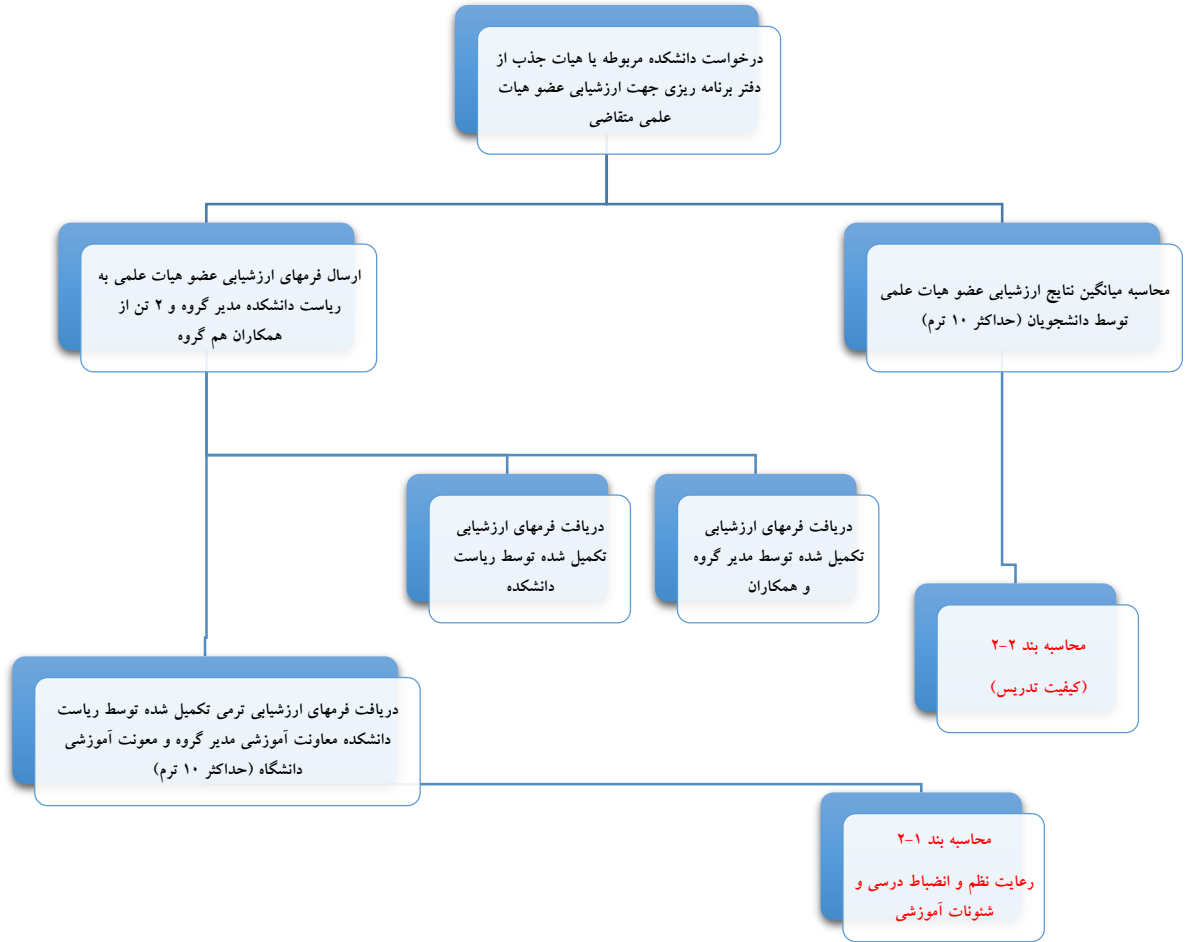 درخواست دانشکده مربوطه یا هیات جذب از
دفتر برنامه ریزی جهت ارزشیابی عضو هیات
علمی متقاضی
محاسبه میانگین نتایج ارزشیابی عضو هیات علمی
توسط دانشجویان (حداکثر ۱۰ ترم)
ارسال فرمهای ارزشیابی عضو هیات علمی به
ریاست دانشکده مدیر گروه و ۲ تن از
همکاران هم گروه
دریافت فرمهای ارزشیابی
تکمیل شده توسط مدیر گروه
و همکاران
دریافت فرمهای ارزشیابی
تکمیل شده توسط ریاست
دانشکده
محاسبه بند ۲-۲
(کیفیت تدریس)
دریافت فرمهای ارزشیابی ترمی تکمیل شده توسط ریاست
دانشکده معاونت آموزشی مدیر گروه و معونت آموزشی
دانشگاه (حداکثر ۱۰ ترم)
محاسبه بند ۱-۲
رعایت نظم و انضباط درسی و
شئونات آموزشی